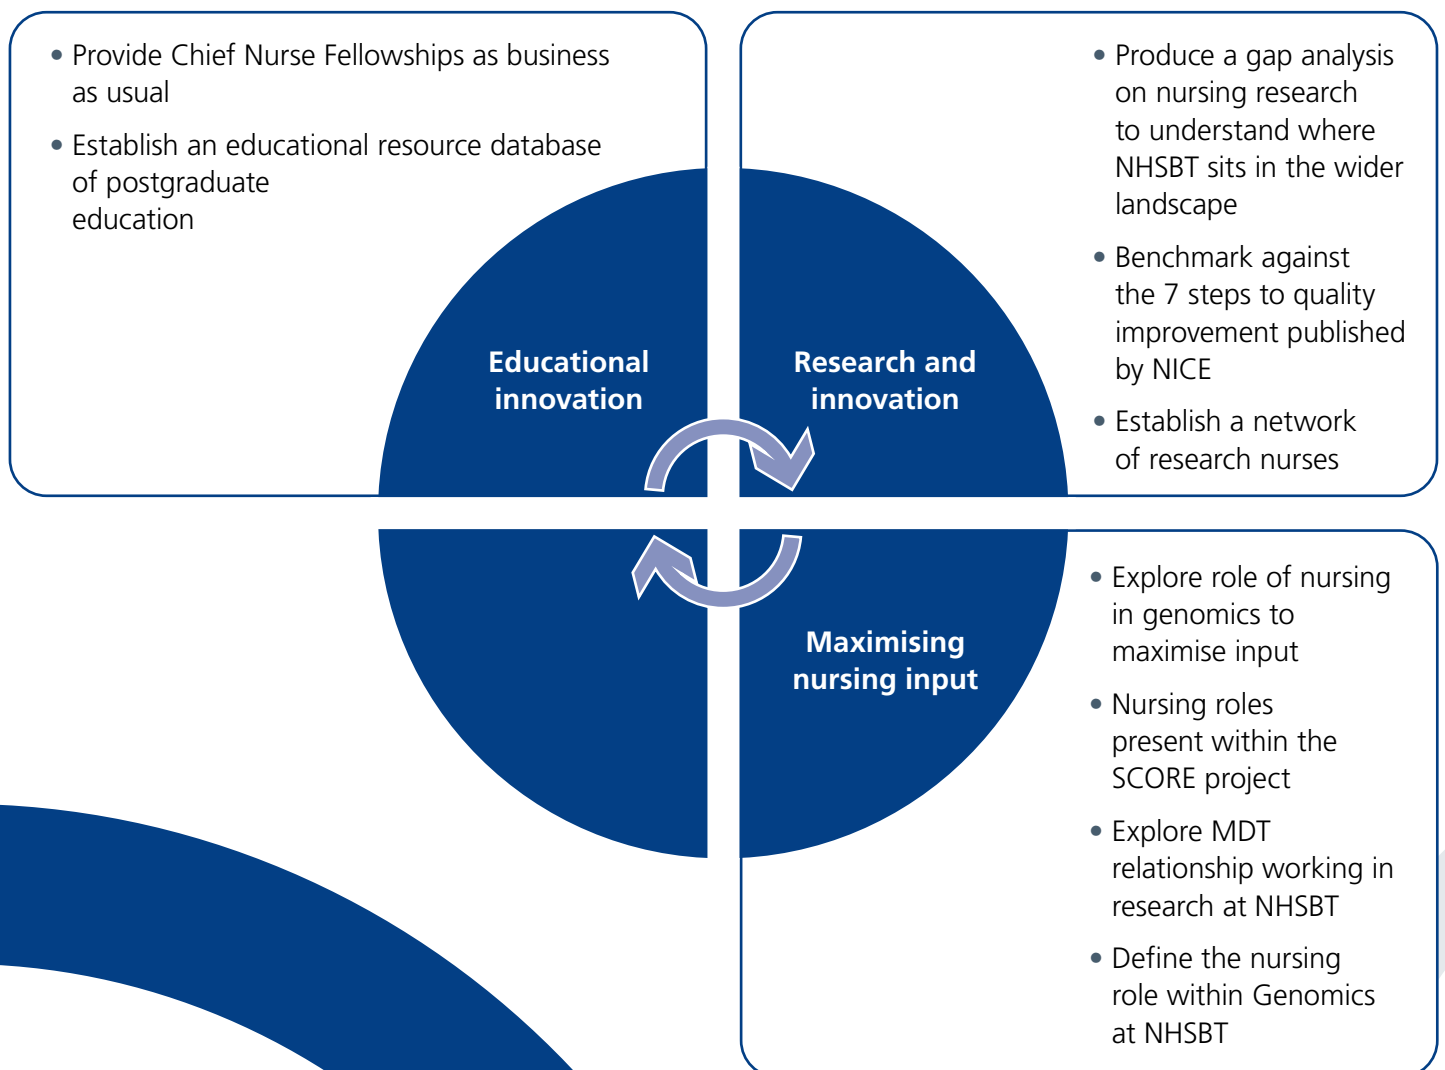 • Provide Chief Nurse Fellowships as business
as usual
• Establish an educational resource database
of postgraduate
education
Educational
innovation
Research and
innovation
• Produce a gap analysis
on nursing research
to understand where
NHSBT sits in the wider
landscape
• Benchmark against
the 7 steps to quality
improvement published
by NICE
• Establish a network
of research nurses
Maximising
nursing input
• Explore role of nursing
in genomics to
maximise input
• Nursing roles
present within the
SCORE project
• Explore MDT
relationship working in
research at NHSBT
• Define the nursing
role within Genomics
at NHSBT